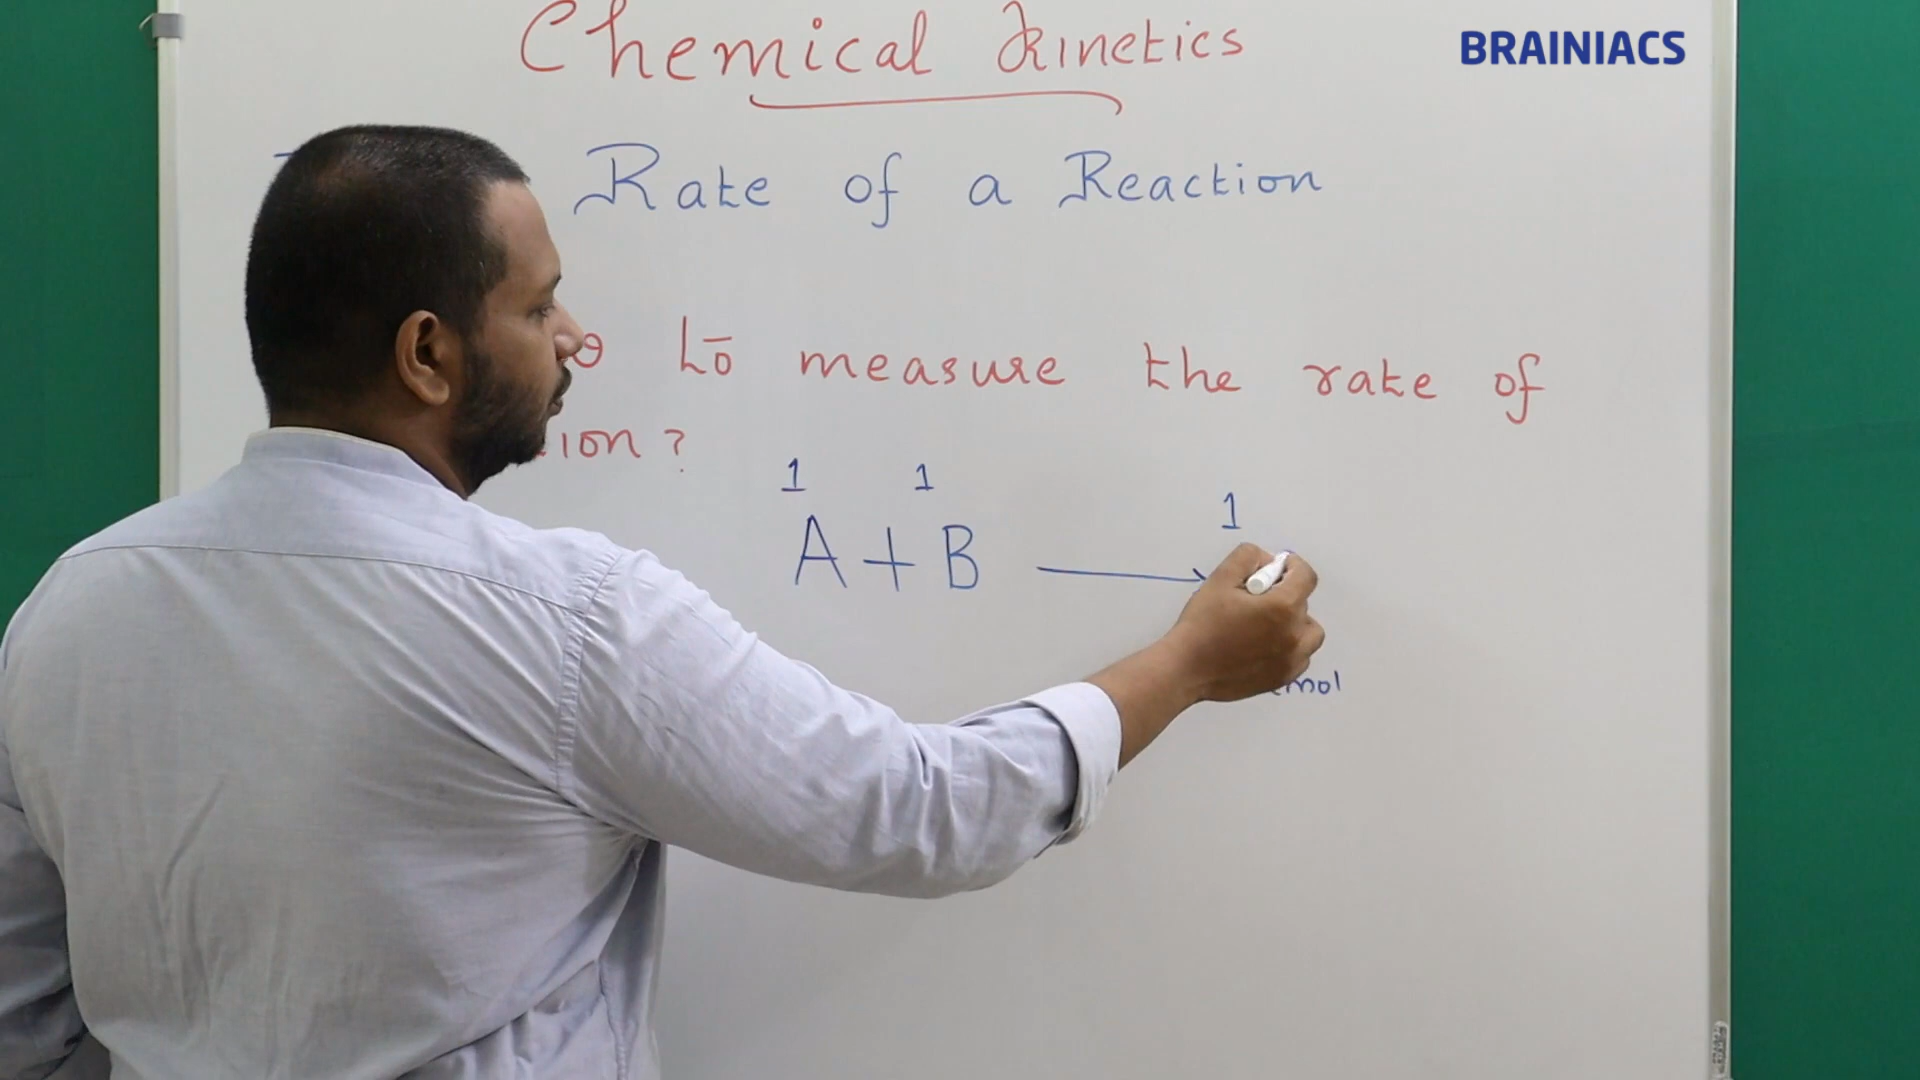 Chemical Kinetics
BRAINIACS
Rate of a Reaction
to measure the rate of
?
1 1 1
A + B
mol